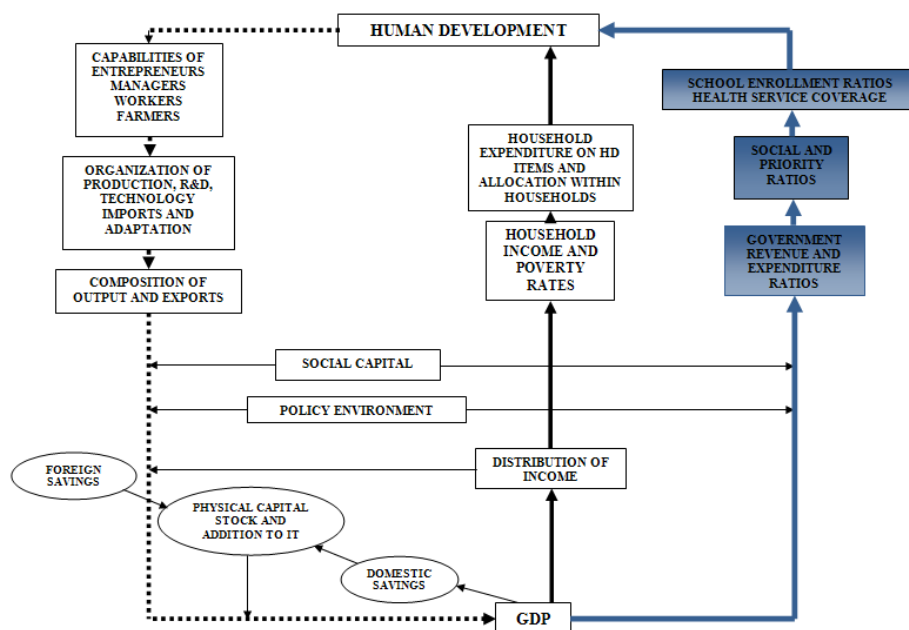 HUMAN DEVELOPMENT
CAPABILITIES OF
ENTREPRENEURS
MANAGERS
WORKERS
FARMERS
SCHOOL ENROLLMENT RATIOS
HEALTH SERVICE COVERAGE
HOUSEHOLD
EXPENDITURE ON HD
ITEMS AND
ALLOCATION WITHIN
HOUSEHOLDS
SOCIAL AND
PRIORITY
RATIOS
ORGANIZATION OF
PRODUCTION, R&D,
TECHNOLOGY
IMPORTS AND
ADAPTATION
HOUSEHOLD
INCOME AND
POVERTY
RATES
GOVERNMENT
REVENUE AND
EXPENDITURE
RATIOS
COMPOSITION OF
OUTPUT AND EXPORTS
SOCIAL CAPITAL
POLICY ENVIRONMENT
DISTRIBUTION OF
INCOME
FOREIGN
SAVINGS
PHYSICAL CAPITAL
STOCK AND
ADDITION TO IT
DOMESTIC
SAVINGS
GDP